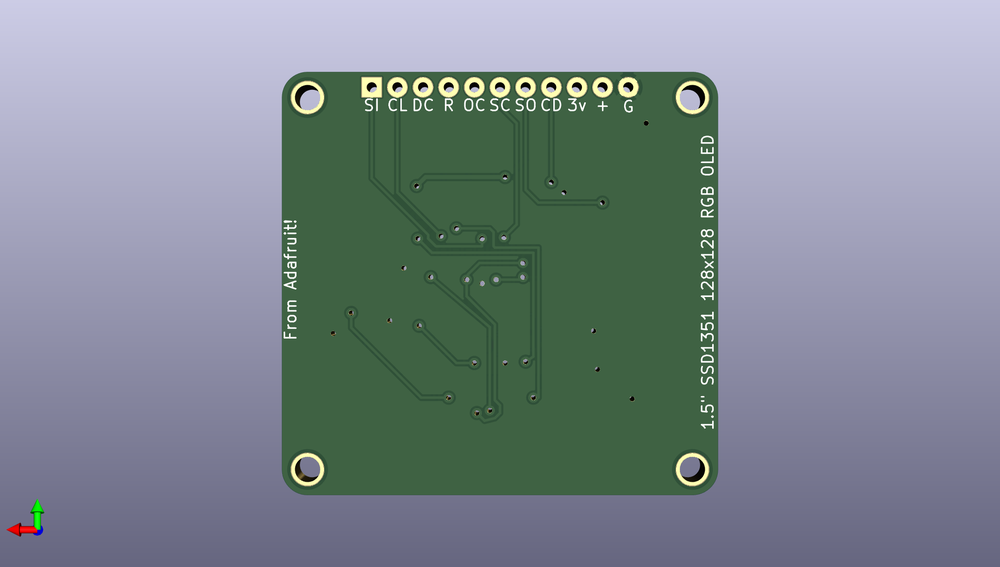 SI CL DC R OC SC SO CD 3v + G
From Adafruit!
1.5" SSD1351 128x128 RGB OLED